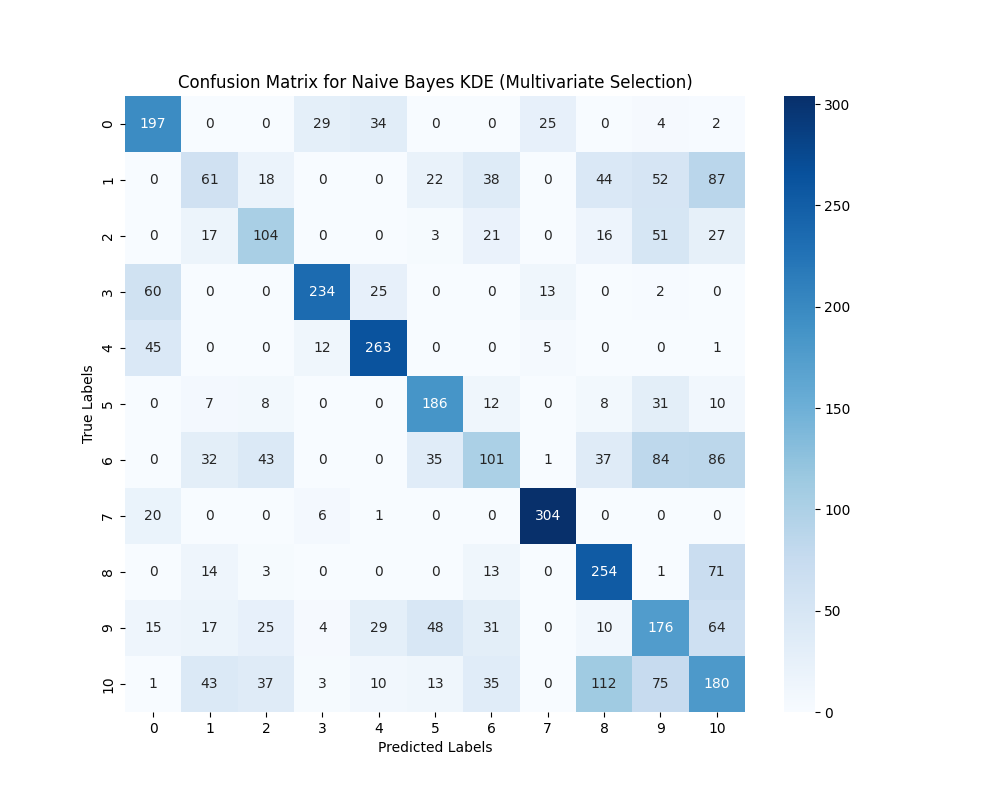 Confusion Matrix for Naive Bayes KDE (Multivariate Selection)
0 197 0 0 29 34 0 0 25 0 4 2
1 0 61 18 0 0 22 38 0 44 52 87
2 0 17 104 0 0 3 21 0 16 51 27
3 60 0 0 234 25 0 0 13 0 2 0
4 45 0 0 12 263 0 0 5 0 0 1
5 0 7 8 0 0 186 12 0 8 31 10
6 0 32 43 0 0 35 101 1 37 84 86
7 20 0 0 6 1 0 0 304 0 0 0
8 0 14 3 0 0 0 13 0 254 1 71
9 15 17 25 4 29 48 31 0 10 176 64
10 1 43 37 3 10 13 35 0 112 75 180
0 1 2 3 4 5 6 7 8 9 10
Predicted Labels
True Labels
300
250
200
150
100
50
0